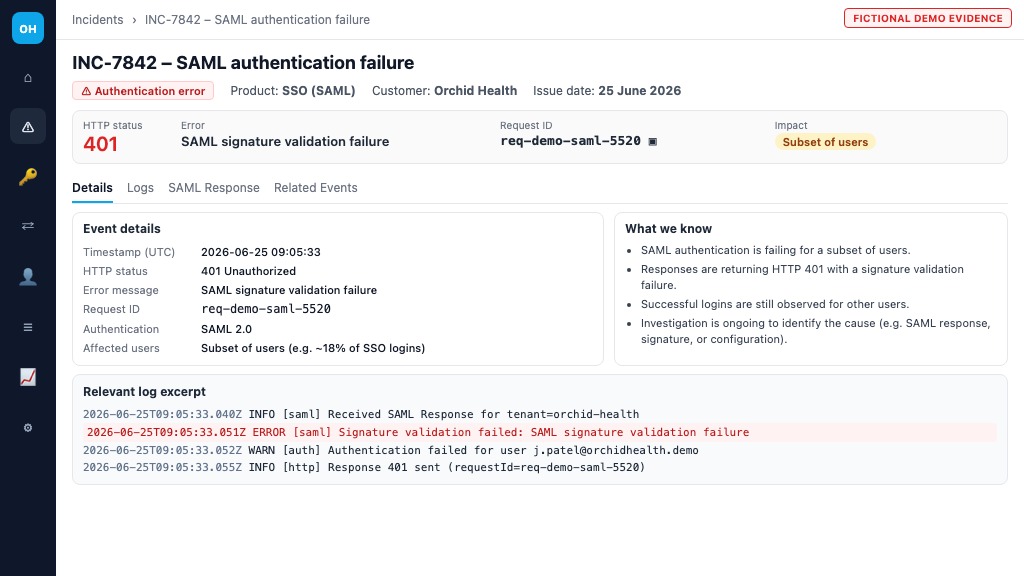 OH
Incidents › INC-7842 – SAML authentication failure
FICTIONAL DEMO EVIDENCE
INC-7842 – SAML authentication failure
⚠ Authentication error Product: SSO (SAML) Customer: Orchid Health Issue date: 25 June 2026
HTTP status Error Request ID Impact
401 SAML signature validation failure req-demo-saml-5520 ▣ Subset of users
Details Logs SAML Response Related Events
Event details
Timestamp (UTC) 2026-06-25 09:05:33
HTTP status 401 Unauthorized
Error message SAML signature validation failure
Request ID req-demo-saml-5520
Authentication SAML 2.0
Affected users Subset of users (e.g. ~18% of SSO logins)
What we know
• SAML authentication is failing for a subset of users.
• Responses are returning HTTP 401 with a signature validation
failure.
• Successful logins are still observed for other users.
• Investigation is ongoing to identify the cause (e.g. SAML response,
signature, or configuration).
Relevant log excerpt
2026-06-25T09:05:33.040Z INFO [saml] Received SAML Response for tenant=orchid-health
2026-06-25T09:05:33.051Z ERROR [saml] Signature validation failed: SAML signature validation failure
2026-06-25T09:05:33.052Z WARN [auth] Authentication failed for user j.patel@orchidhealth.demo
2026-06-25T09:05:33.055Z INFO [http] Response 401 sent (requestId=req-demo-saml-5520)